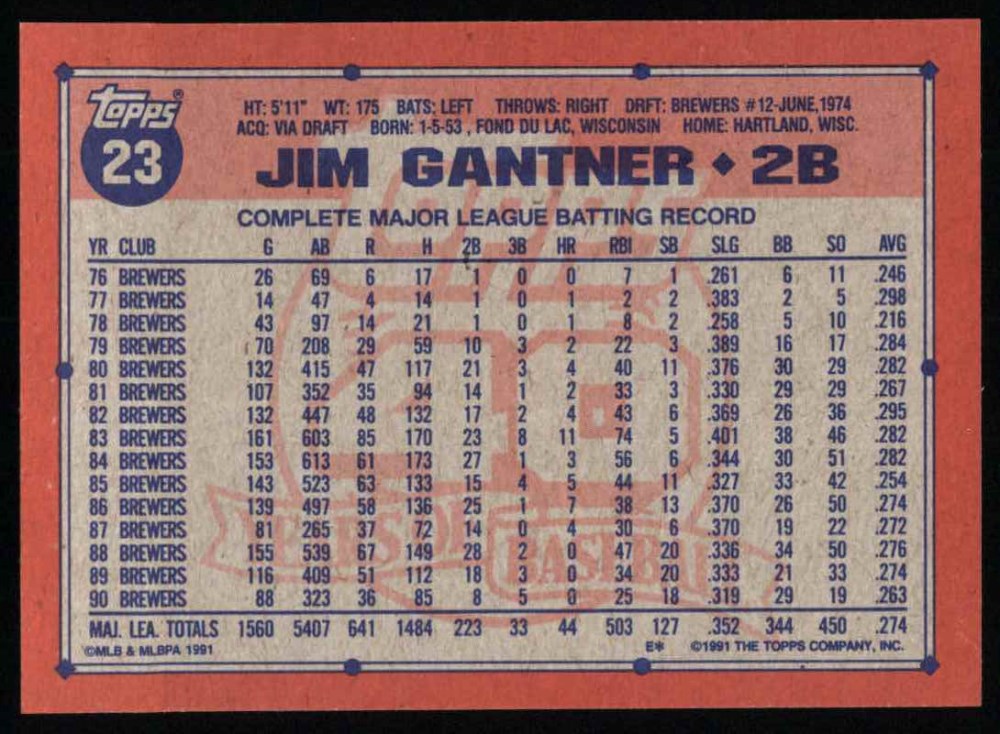 Topps®
23
HT: 5'11" WT: 175 BATS: LEFT THROWS: RIGHT DRFT: BREWERS #12-JUNE, 1974
ACQ: VIA DRAFT BORN: 1-5-53, FOND DU LAC, WISCONSIN HOME: HARTLAND, WISC.
JIM GANTNER ◆ 2B
COMPLETE MAJOR LEAGUE BATTING RECORD
YR CLUB G AB R H 2B 3B HR RBI SB SLG BB SO AVG
76 BREWERS 26 69 6 17 1 0 0 7 1 .261 6 11 .246
77 BREWERS 14 47 4 14 1 0 1 2 2 .383 2 5 .298
78 BREWERS 43 97 14 21 1 0 1 8 2 .258 5 10 .216
79 BREWERS 70 208 29 59 10 3 2 22 3 .389 16 17 .284
80 BREWERS 132 415 47 117 21 3 4 40 11 .376 30 29 .282
81 BREWERS 107 352 35 94 14 1 2 33 3 .330 29 29 .267
82 BREWERS 132 447 48 132 17 2 4 43 6 .369 26 36 .295
83 BREWERS 161 603 85 170 23 8 11 74 5 .401 38 46 .282
84 BREWERS 153 613 61 173 27 1 3 56 6 .344 30 51 .282
85 BREWERS 143 523 63 133 15 4 5 44 11 .327 33 42 .254
86 BREWERS 139 497 58 136 25 1 7 38 13 .370 26 50 .274
87 BREWERS 81 265 37 72 14 0 4 30 6 .370 19 22 .272
88 BREWERS 155 539 67 149 28 2 0 47 20 .336 34 50 .276
89 BREWERS 116 409 51 112 18 3 0 34 20 .333 21 33 .274
90 BREWERS 88 323 36 85 8 5 0 25 18 .319 29 19 .263
MAJ. LEA. TOTALS 1560 5407 641 1484 223 33 44 503 127 .352 344 450 .274
©MLB & MLBPA 1991 E* ©1991 THE TOPPS COMPANY, INC.
Topps
40
YEARS OF
BASEBALL